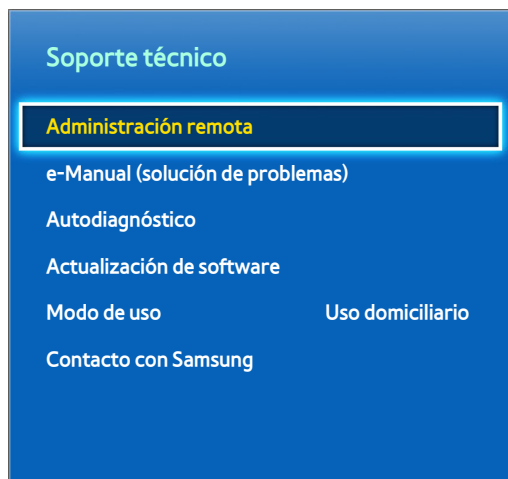 Soporte técnico
Administración remota
e-Manual (solución de problemas)
Autodiagnóstico
Actualización de software
Modo de uso Uso domiciliario
Contacto con Samsung